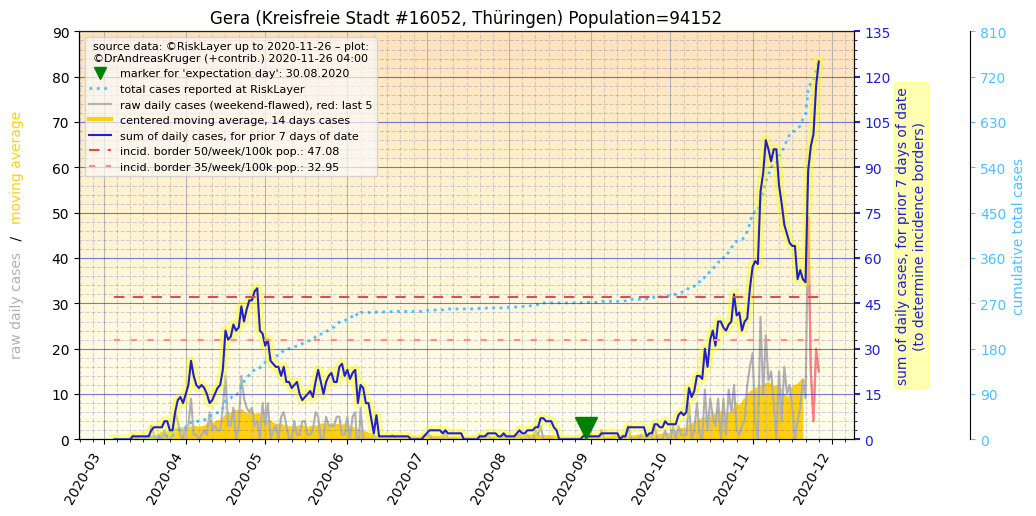 Gera (Kreisfreie Stadt #16052, Thüringen) Population=94152
source data: ©RiskLayer up to 2020-11-26 – plot:
©DrAndreasKruger (+contrib.) 2020-11-26 04:00
marker for 'expectation day': 30.08.2020
total cases reported at RiskLayer
raw daily cases (weekend-flawed), red: last 5
centered moving average, 14 days cases
sum of daily cases, for prior 7 days of date
incid. border 50/week/100k pop.: 47.08
incid. border 35/week/100k pop.: 32.95
raw daily cases / moving average
90
80
70
60
50
40
30
20
10
0
2020-03
2020-04
2020-05
2020-06
2020-07
2020-08
2020-09
2020-10
2020-11
2020-12
135
120
105
90
75
60
45
30
15
0
sum of daily cases, for prior 7 days of date
(to determine incidence borders)
810
720
630
540
450
360
270
180
90
0
cumulative total cases